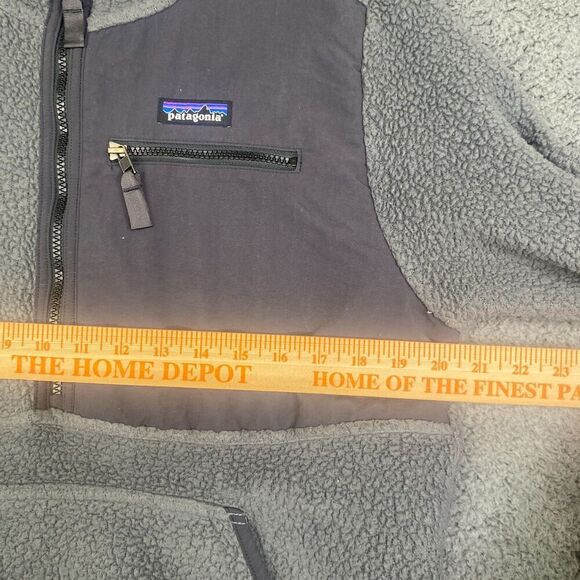 patagonia
9 10 11 12 13 14 15 16 17 18 19 20 21 22 23
THE HOME DEPOT HOME OF THE FINEST PA